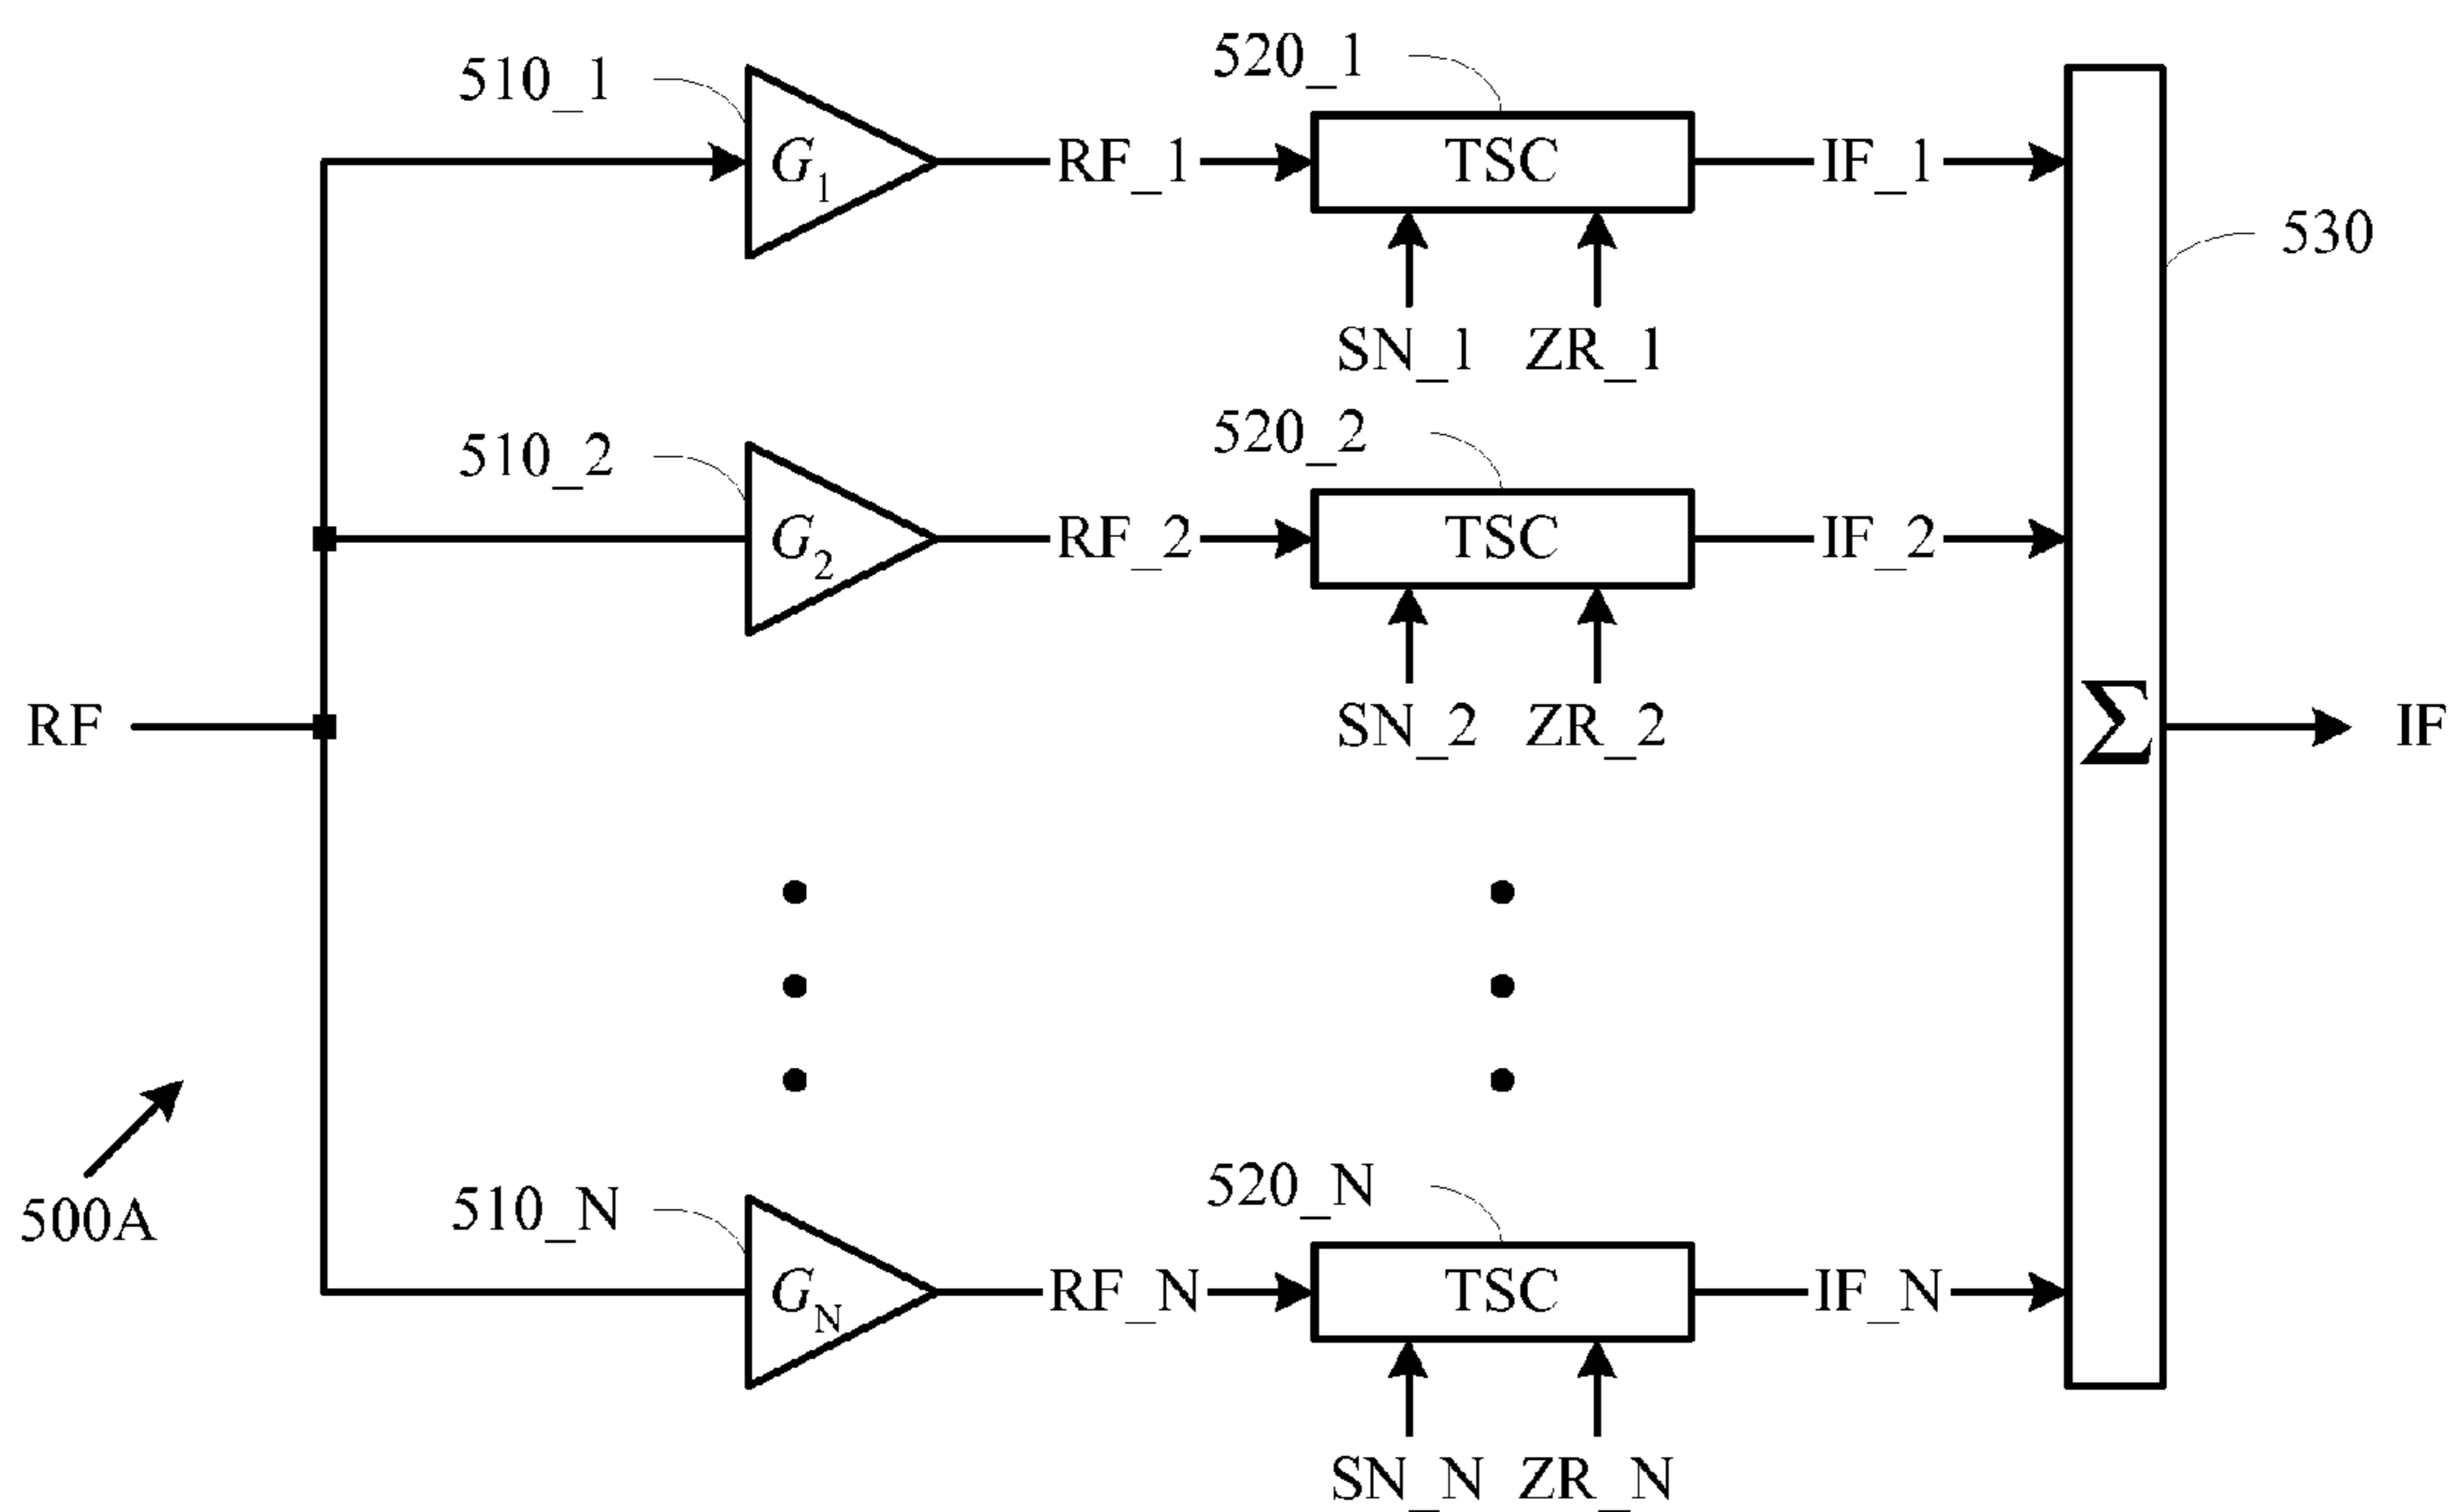 510_1
520_1
G1
RF_1
TSC
IF_1
530
SN_1 ZR_1
510_2
520_2
G2
RF_2
TSC
IF_2
SN_2 ZR_2
RF
Σ
IF
510_N
520_N
500A
GN
RF_N
TSC
IF_N
SN_N ZR_N